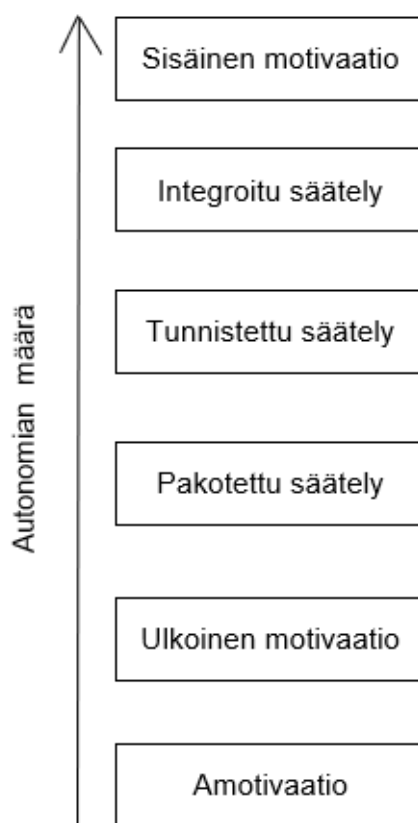 Sisäinen motivaatio
Integroitu säätely
Tunnistettu säätely
Pakotettu säätely
Ulkoinen motivaatio
Amotivaatio
Autonomian määrä